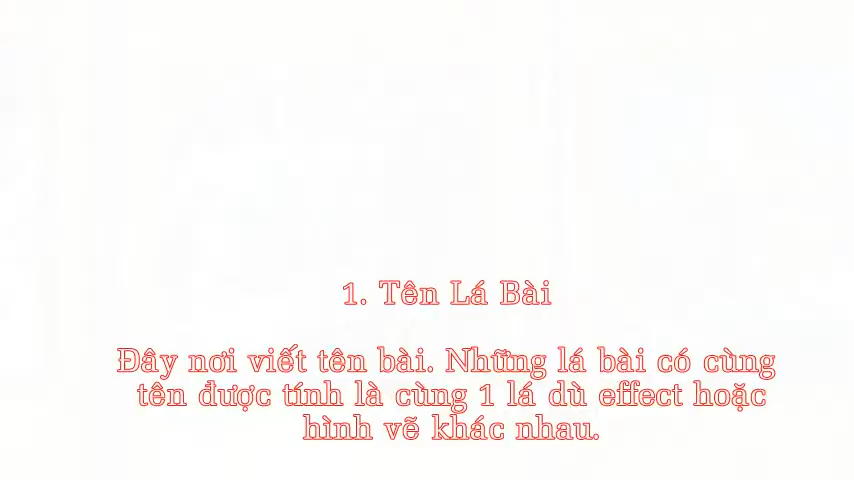 1. Tên Lá Bài
Đây nơi viết tên bài. Những lá bài có cùng
tên được tính là cùng 1 lá dù effect hoặc
hình vẽ khác nhau.